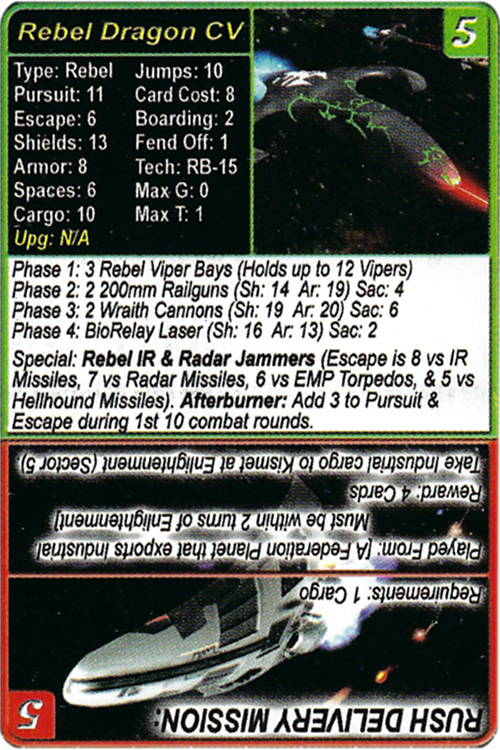 Rebel Dragon CV
5
Type: Rebel Jumps: 10
Pursuit: 11 Card Cost: 8
Escape: 6 Boarding: 2
Shields: 13 Fend Off: 1
Armor: 8 Tech: RB-15
Spaces: 6 Max G: 0
Cargo: 10 Max T: 1
Upg: N/A
Phase 1: 3 Rebel Viper Bays (Holds up to 12 Vipers)
Phase 2: 2 200mm Railguns (Sh: 14 Ar: 19) Sac: 4
Phase 3: 2 Wraith Cannons (Sh: 19 Ar: 20) Sac: 6
Phase 4: BioRelay Laser (Sh: 16 Ar: 13) Sac: 2
Special: Rebel IR & Radar Jammers (Escape is 8 vs IR
Missiles, 7 vs Radar Missiles, 6 vs EMP Torpedos, & 5 vs
Hellhound Missiles). Afterburner: Add 3 to Pursuit &
Escape during 1st 10 combat rounds.
RUSH DELIVERY MISSION:
5
Requirements: 1 Cargo
Played From: [A Federation Planet that exports Industrial
Must be within 2 turns of Enlightenment]
Reward: 4 Cards
Take Industrial cargo to Kismet at Enlightenment (Sector 5)